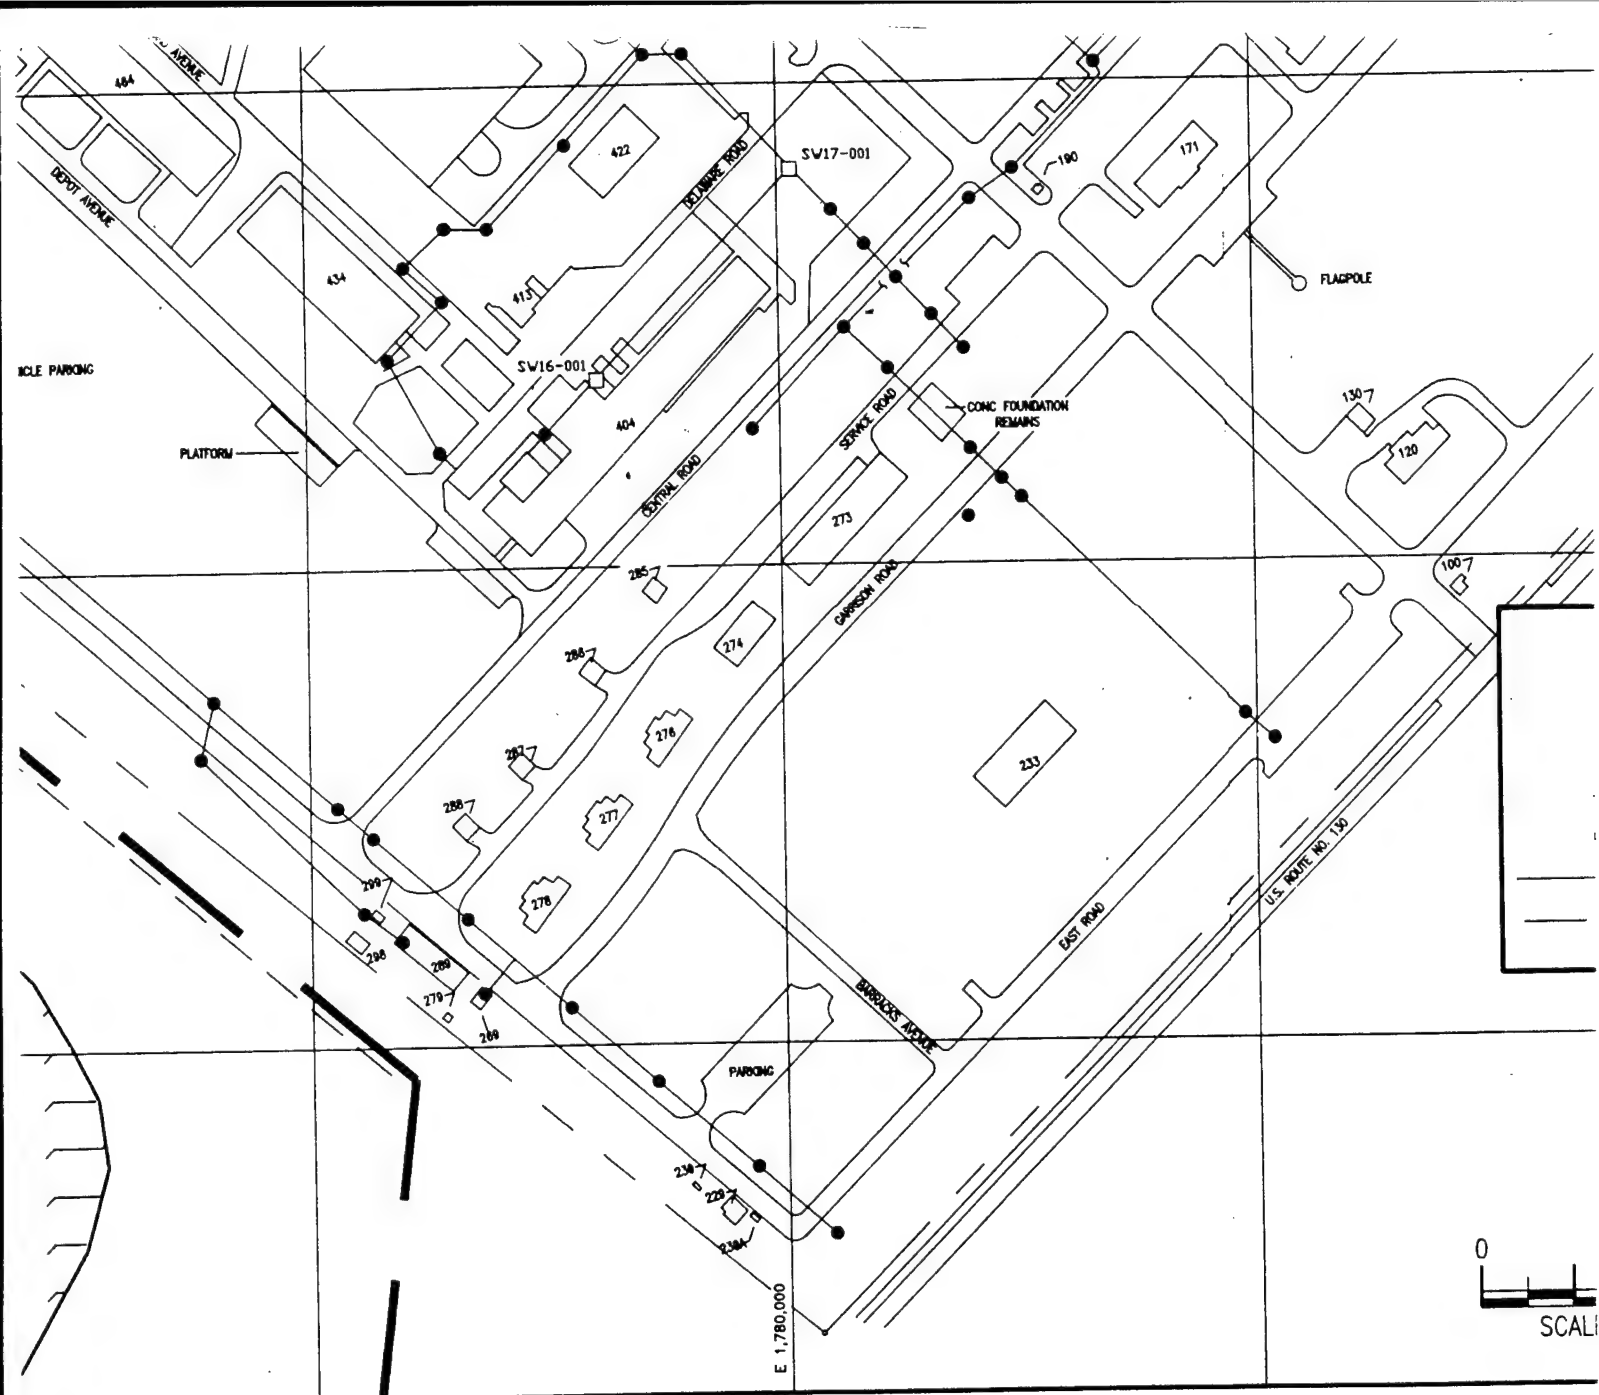 AVENUE
484
DEPOT AVENUE
422
DELAWARE ROAD
SW17-001
190
171
434
413
FLAGPOLE
ICLE PARKING
SW16-001
130
CONC FOUNDATION
REMAINS
404
SERVICE ROAD
PLATFORM
120
CENTRAL ROAD
273
285
GARRISON ROAD
100
274
286
276
287
233
288
277
U.S. ROUTE NO. 130
299
278
EAST ROAD
298
289
279
269
BARRACKS AVENUE
PARKING
230
229
230A
E 1,780,000
0
SCAL